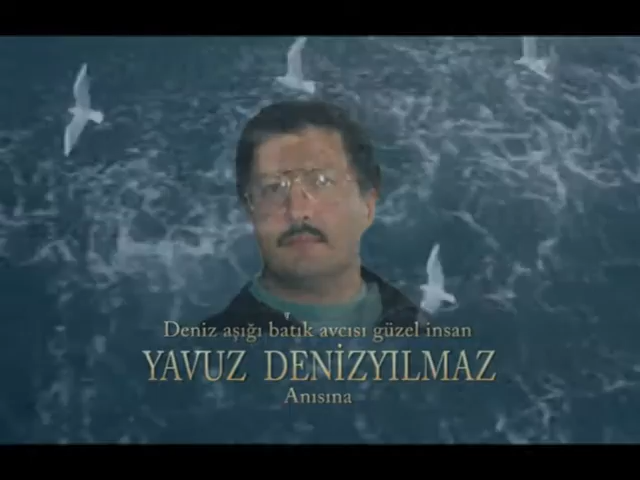 Deniz aşığı batık avcısı güzel insan
YAVUZ DENİZYILMAZ
Anısına